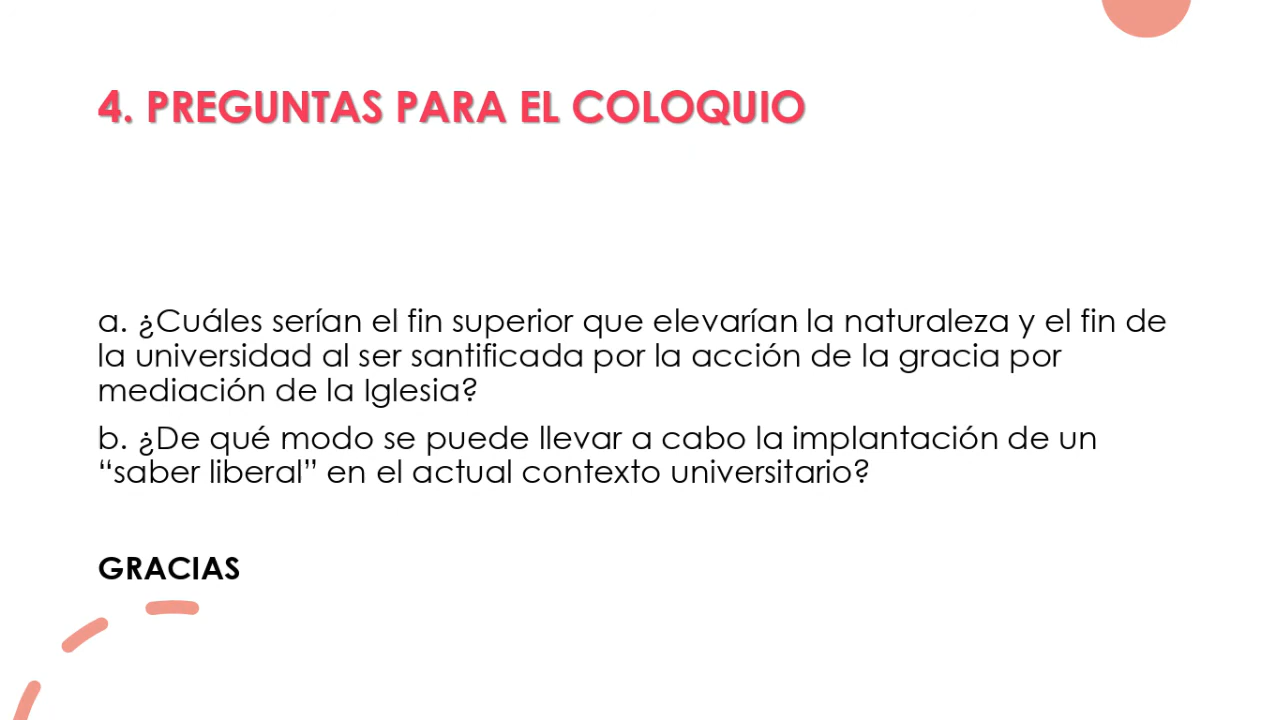 4. PREGUNTAS PARA EL COLOQUIO
a. ¿Cuáles serían el fin superior que elevarían la naturaleza y el fin de
la universidad al ser santificada por la acción de la gracia por
mediación de la Iglesia?
b. ¿De qué modo se puede llevar a cabo la implantación de un
“saber liberal” en el actual contexto universitario?
GRACIAS